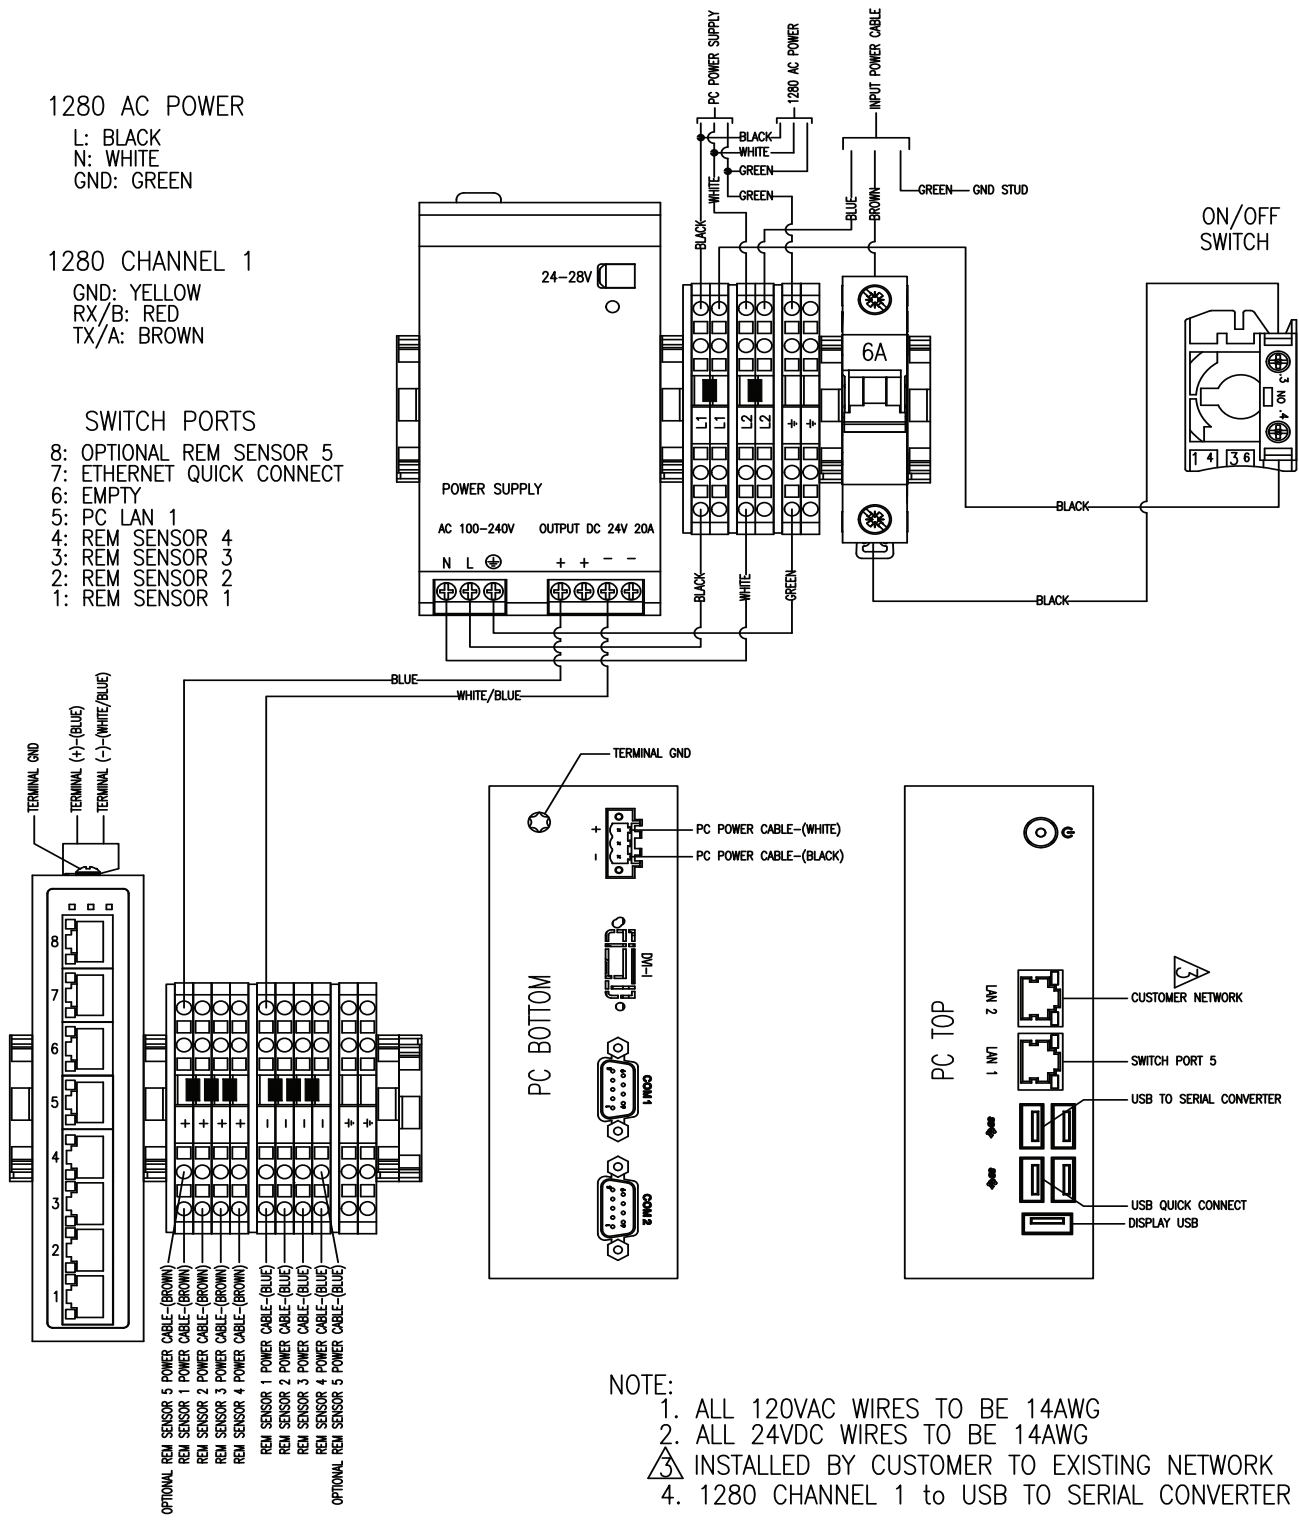 PC POWER SUPPLY
1280 AC POWER
INPUT POWER CABLE
1280 AC POWER
L: BLACK
N: WHITE
GND: GREEN
BLACK
WHITE
GREEN
WHITE
GREEN
BLACK
BLUE
BROWN
GREEN
GND STUD
ON/OFF
SWITCH
1280 CHANNEL 1
GND: YELLOW
RX/B: RED
TX/A: BROWN
24-28V
6A
.3
NO
.4
1 4
3 6
L1
L1
L2
L2
SWITCH PORTS
8: OPTIONAL REM SENSOR 5
7: ETHERNET QUICK CONNECT
6: EMPTY
5: PC LAN 1
4: REM SENSOR 4
3: REM SENSOR 3
2: REM SENSOR 2
1: REM SENSOR 1
POWER SUPPLY
AC 100-240V
OUTPUT DC 24V 20A
N L
+ + - -
BLACK
BLACK
WHITE
GREEN
BLACK
BLUE
WHITE/BLUE
TERMINAL GND
TERMINAL (+)-(BLUE)
TERMINAL (-)-(WHITE/BLUE)
TERMINAL GND
+
-
PC POWER CABLE-(WHITE)
PC POWER CABLE-(BLACK)
DVI-I
PC BOTTOM
COM 1
COM 2
PC TOP
LAN 2
LAN 1
3
CUSTOMER NETWORK
SWITCH PORT 5
USB TO SERIAL CONVERTER
USB QUICK CONNECT
DISPLAY USB
8
7
6
5
4
3
2
1
+ + + +
- - - -
OPTIONAL REM SENSOR 5 POWER CABLE-(BROWN)
REM SENSOR 1 POWER CABLE-(BROWN)
REM SENSOR 2 POWER CABLE-(BROWN)
REM SENSOR 3 POWER CABLE-(BROWN)
REM SENSOR 4 POWER CABLE-(BROWN)
REM SENSOR 1 POWER CABLE-(BLUE)
REM SENSOR 2 POWER CABLE-(BLUE)
REM SENSOR 3 POWER CABLE-(BLUE)
REM SENSOR 4 POWER CABLE-(BLUE)
OPTIONAL REM SENSOR 5 POWER CABLE-(BLUE)
NOTE:
1. ALL 120VAC WIRES TO BE 14AWG
2. ALL 24VDC WIRES TO BE 14AWG
3 INSTALLED BY CUSTOMER TO EXISTING NETWORK
4. 1280 CHANNEL 1 to USB TO SERIAL CONVERTER